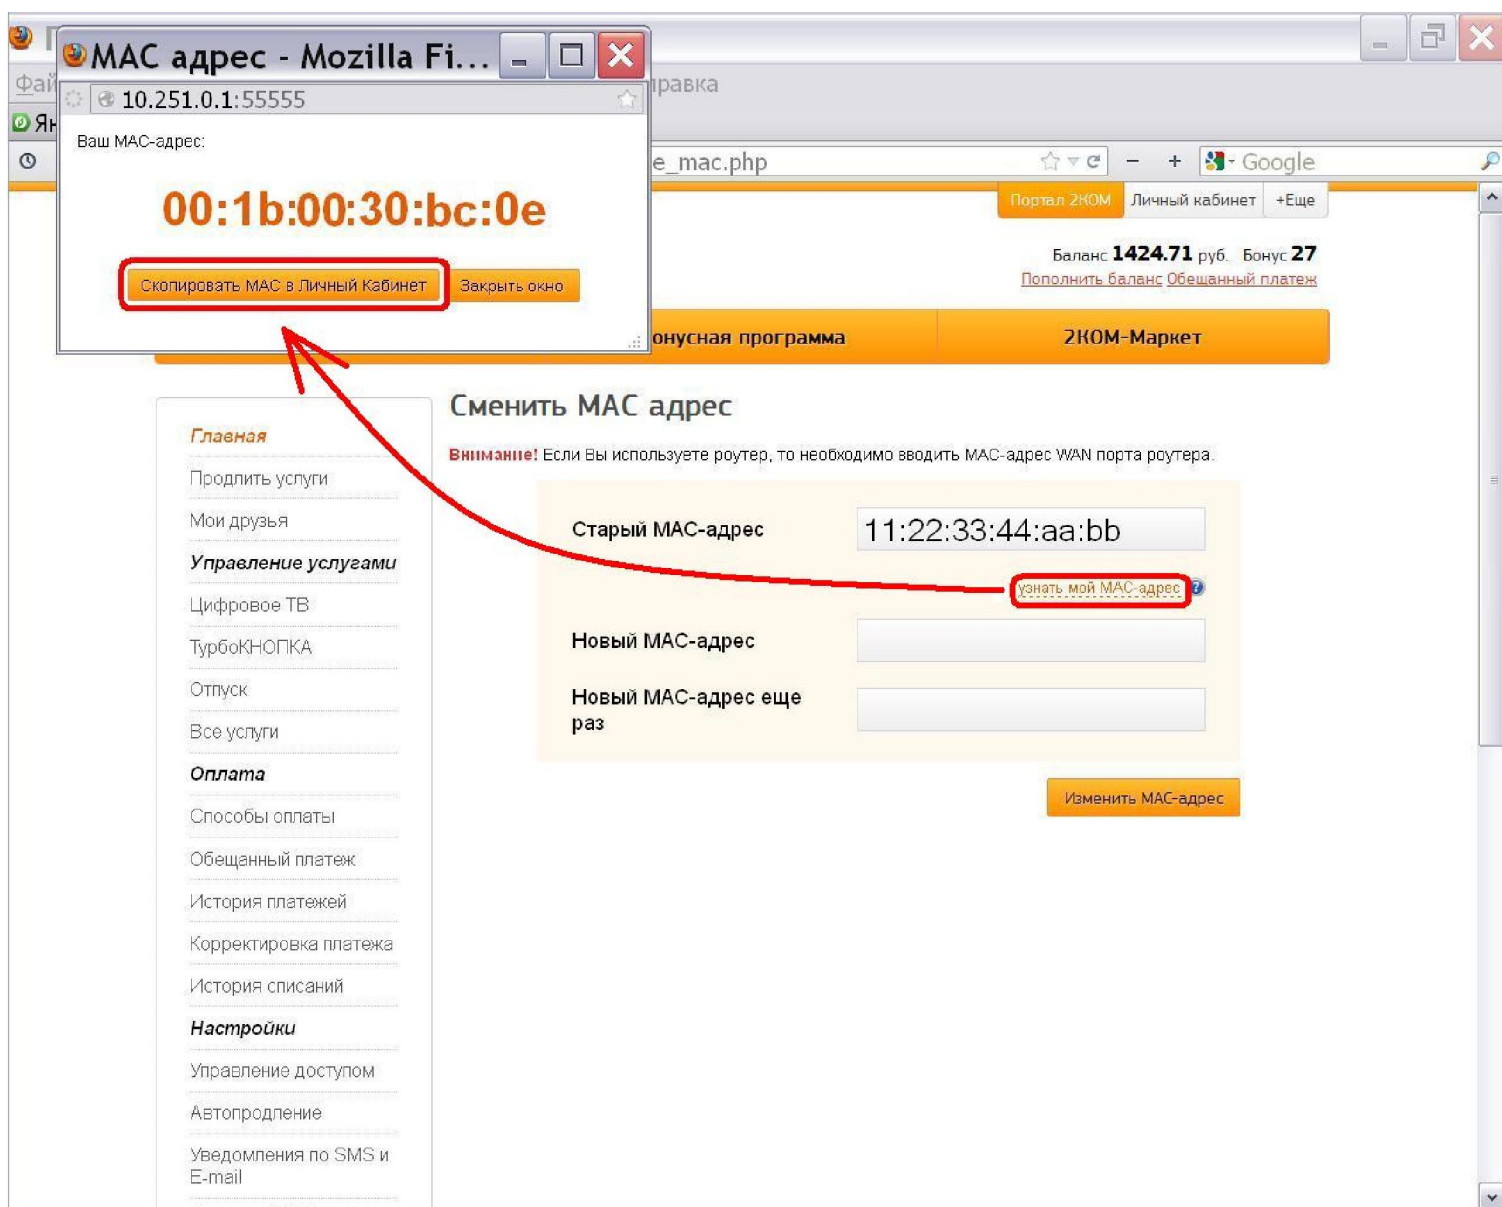 MAC адрес - Mozilla Fi...
10.251.0.1:55555
Ваш MAC-адрес:
00:1b:00:30:bc:0e
Скопировать MAC в Личный Кабинет
Закрыть окно
e_mac.php
Google
Портал 2КОМ
Личный кабинет
+Еще
Баланс 1424.71 руб. Бонус 27
Пополнить баланс Обещанный платеж
программа
2КОМ-Маркет
Сменить MAC адрес
Внимание! Если Вы используете роутер, то необходимо вводить MAC-адрес WAN порта роутера.
Старый MAC-адрес
11:22:33:44:aa:bb
узнать мой MAC-адрес
Новый MAC-адрес
Новый MAC-адрес еще
раз
Изменить MAC-адрес
Главная
Продлить услуги
Мои друзья
Управление услугами
Цифровое ТВ
ТурбоКНОПКА
Отпуск
Все услуги
Оплата
Способы оплаты
Обещанный платеж
История платежей
Корректировка платежа
История списаний
Настройки
Управление доступом
Автопродление
Уведомления по SMS и
E-mail